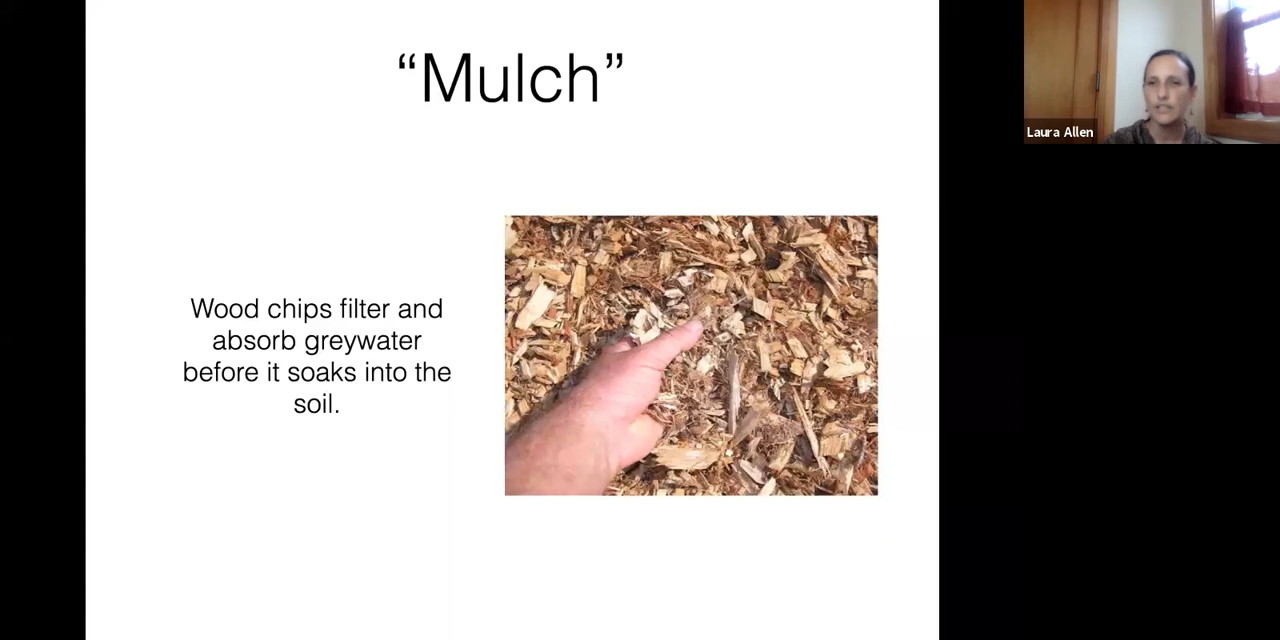 “Mulch”
Wood chips filter and
absorb greywater
before it soaks into the
soil.
Laura Allen